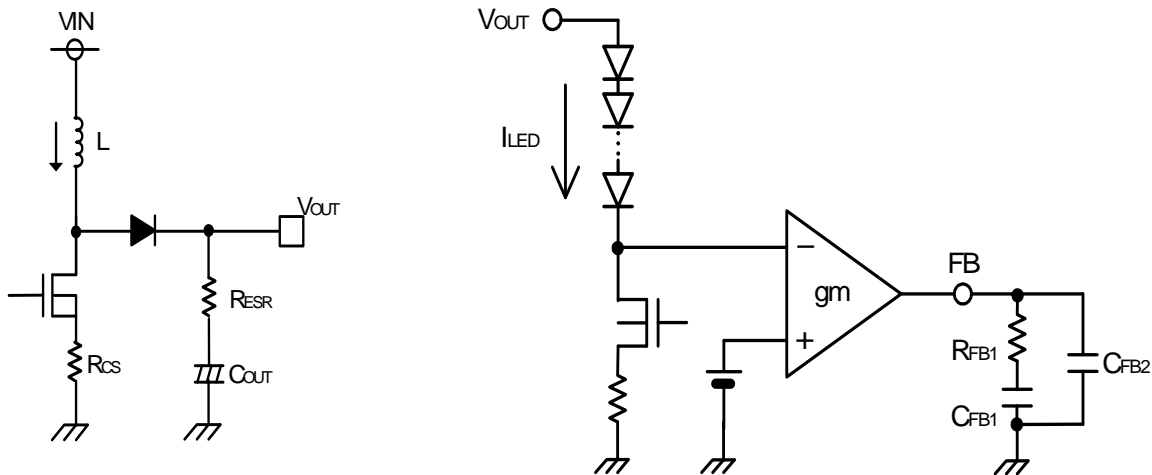 VIN
L
VOUT
RESR
RCS
COUT
VOUT
ILED
−
gm
+
FB
RFB1
CFB2
CFB1